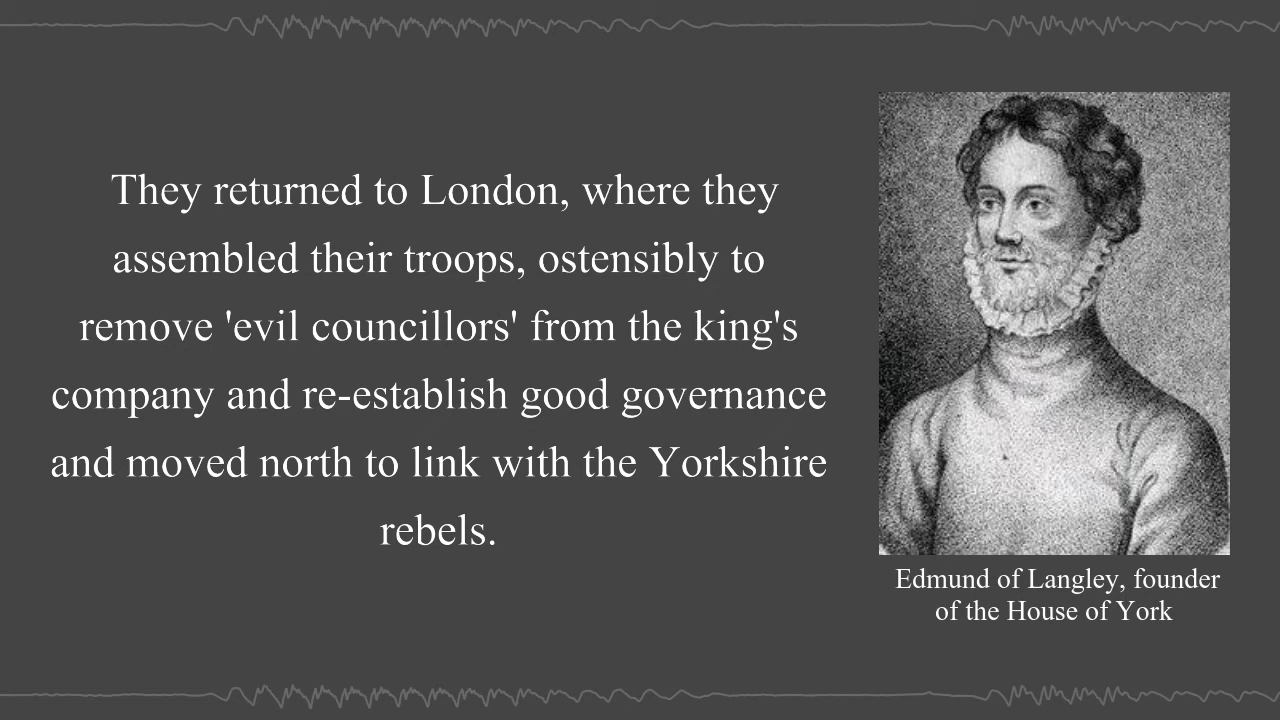 They returned to London, where they
assembled their troops, ostensibly to
remove 'evil councillors' from the king's
company and re-establish good governance
and moved north to link with the Yorkshire
rebels.
Edmund of Langley, founder
of the House of York